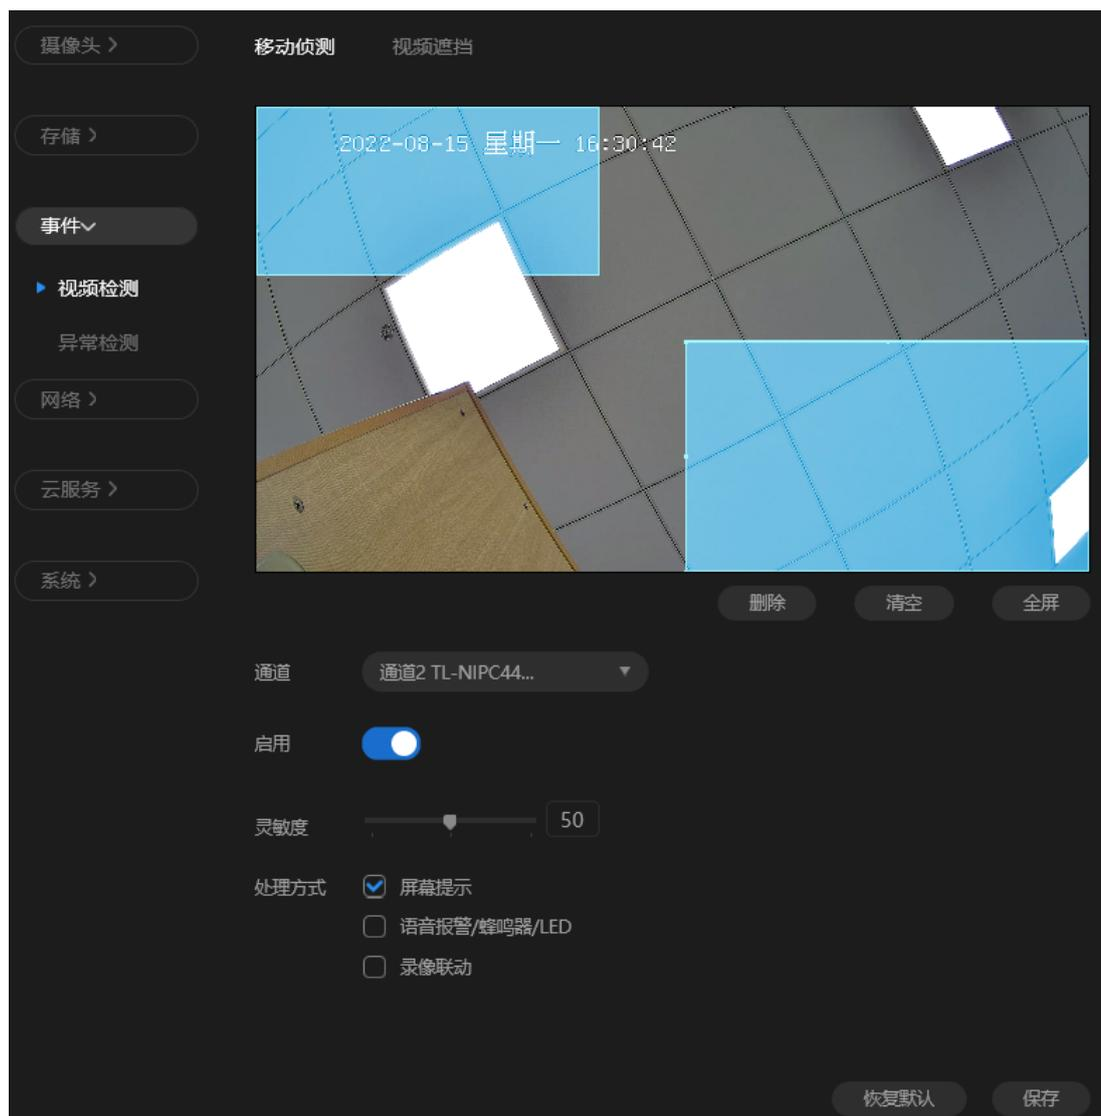 摄像头
移动侦测 视频遮挡
存储
2022-08-15 星期一 16:30:42
事件
视频检测
异常检测
网络
云服务
系统
删除 清空 全屏
通道 通道2 TL-NIPC44...
启用
灵敏度 50
处理方式 屏幕提示
语音报警/蜂鸣器/LED
录像联动
恢复默认 保存